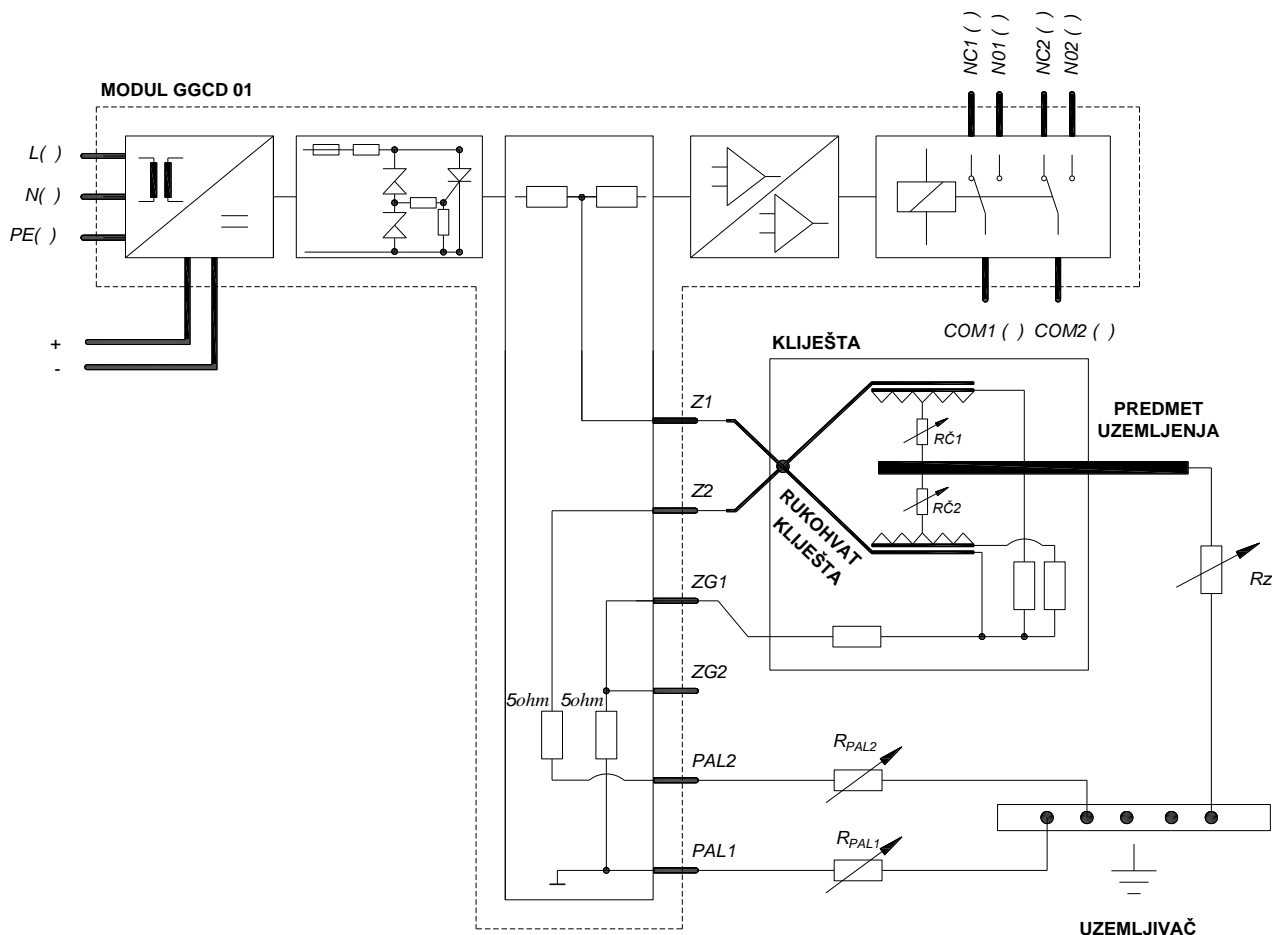 NC1 ( )
N01 ( )
NC2 ( )
N02 ( )
MODUL GGCD 01
L( )
N( )
PE( )
+
-
COM1 ( ) COM2 ( )
KLIJEŠTA
Z1
PREDMET
UZEMLJENJA
RČ1
Z2
RČ2
RUKOHVAT
KLIJEŠTA
ZG1
Rz
ZG2
5ohm 5ohm
PAL2
RPAL2
PAL1
RPAL1
UZEMLJIVAČ